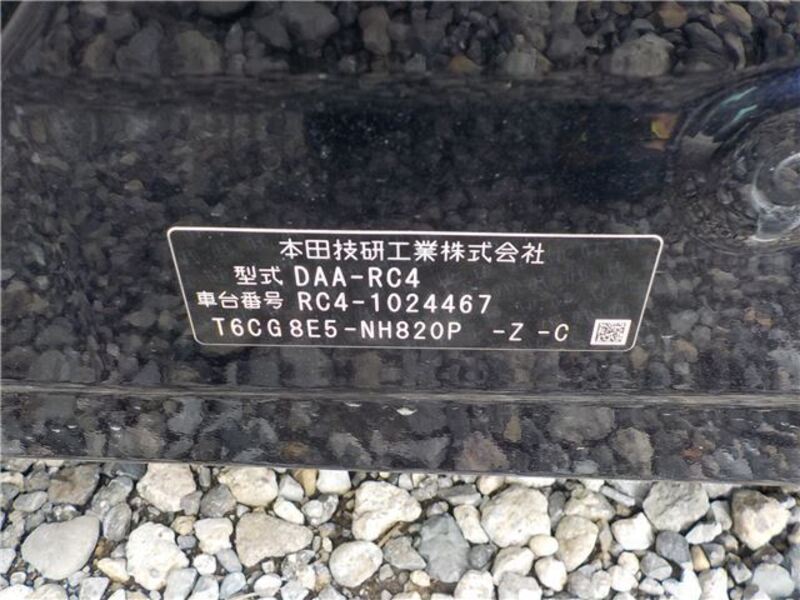 本田技研工業株式会社
型式 DAA-RC4
車台番号 RC4-1024467
T6CG8E5-NH820P -Z -C